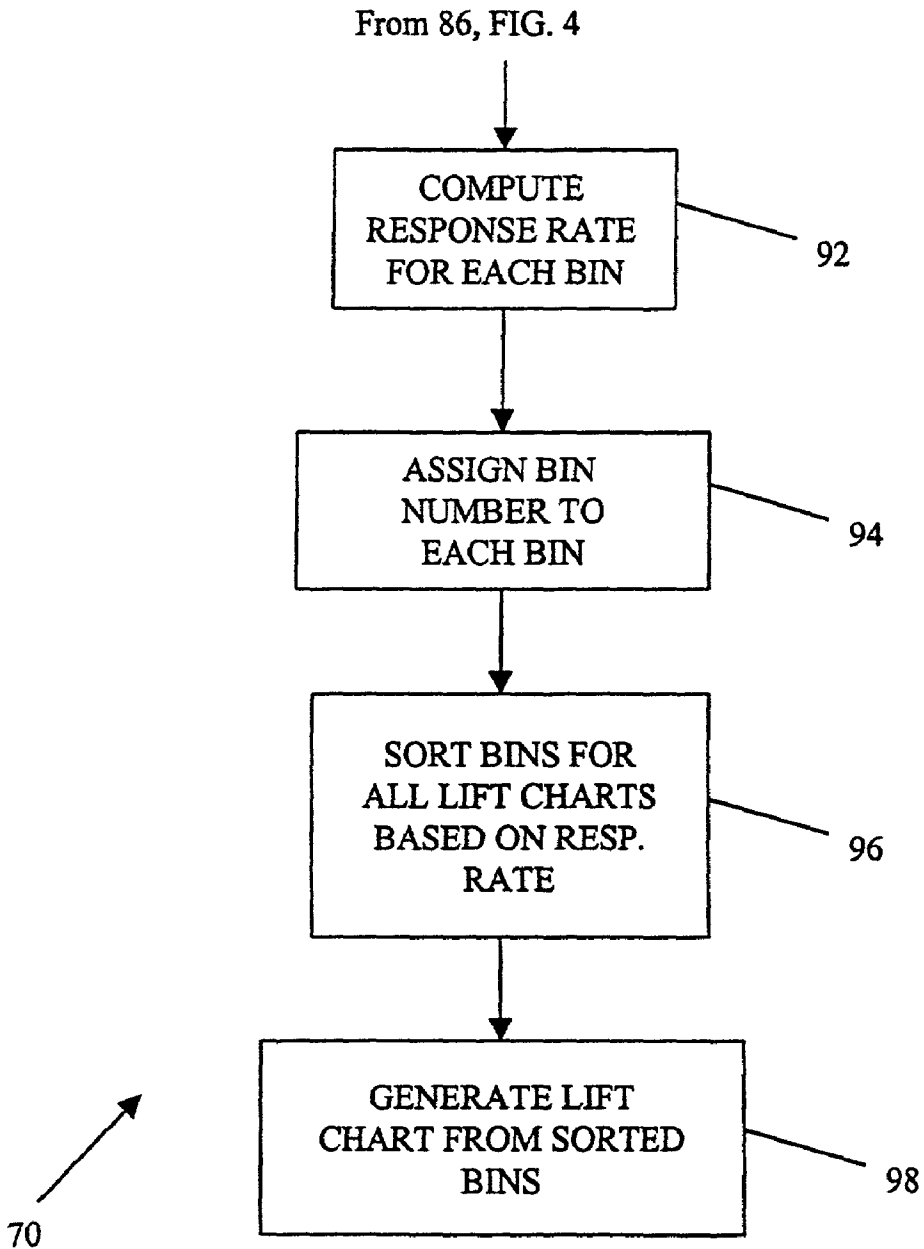 From 86, FIG. 4
COMPUTE
RESPONSE RATE
FOR EACH BIN
92
ASSIGN BIN
NUMBER TO
EACH BIN
94
SORT BINS FOR
ALL LIFT CHARTS
BASED ON RESP.
RATE
96
GENERATE LIFT
CHART FROM SORTED
BINS
98
70